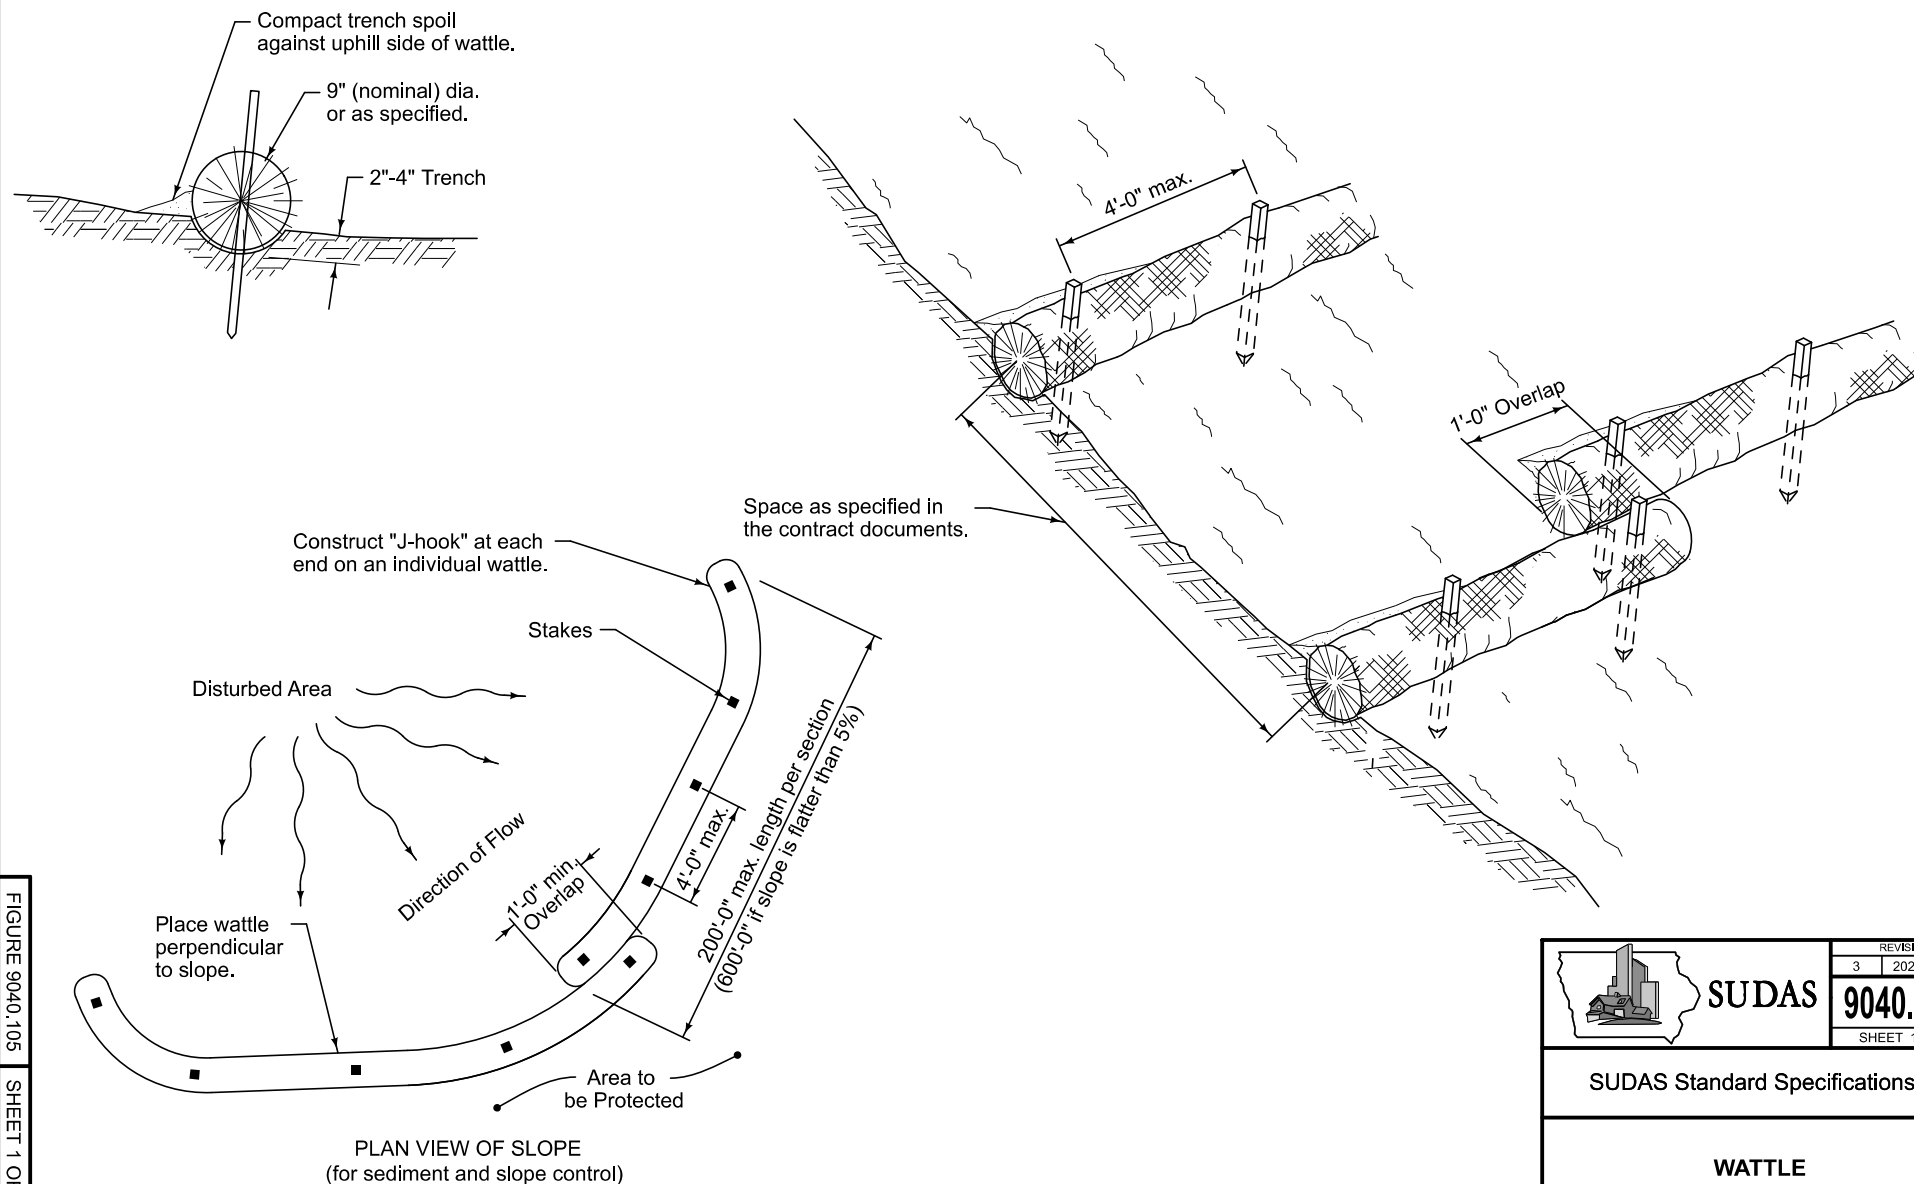 Compact trench spoil
against uphill side of wattle.
9" (nominal) dia.
or as specified.
2"-4" Trench
4'-0" max.
1'-0" Overlap
Space as specified in
the contract documents.
Construct "J-hook" at each
end on an individual wattle.
Stakes
Disturbed Area
Direction of Flow
1'-0" min.
Overlap
4'-0" max.
200'-0" max. length per section
(600'-0" if slope is flatter than 5%)
Place wattle
perpendicular
to slope.
Area to
be Protected
PLAN VIEW OF SLOPE
(for sediment and slope control)
FIGURE 9040.105
SHEET 1
SUDAS
3
9040.
SHEET
SUDAS Standard Specifications
WATTLE